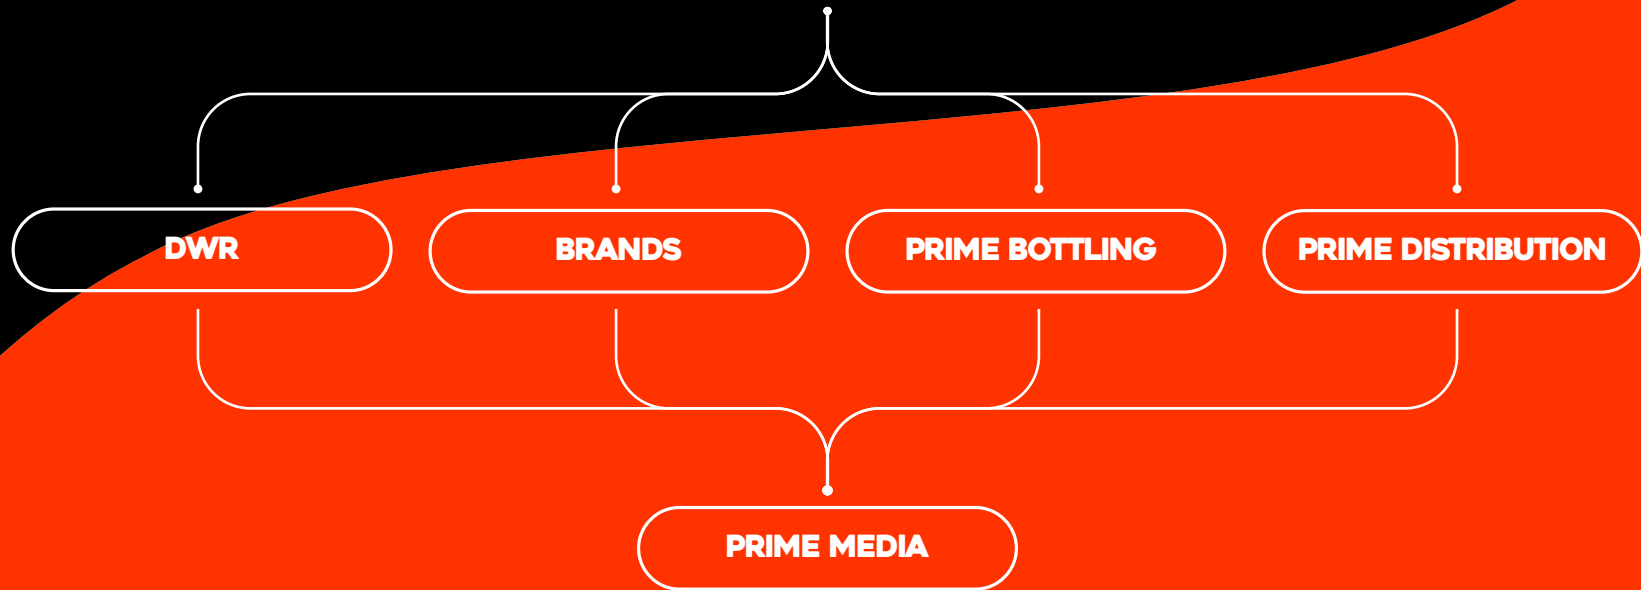 DWR
BRANDS
PRIME BOTTLING
PRIME DISTRIBUTION
PRIME MEDIA